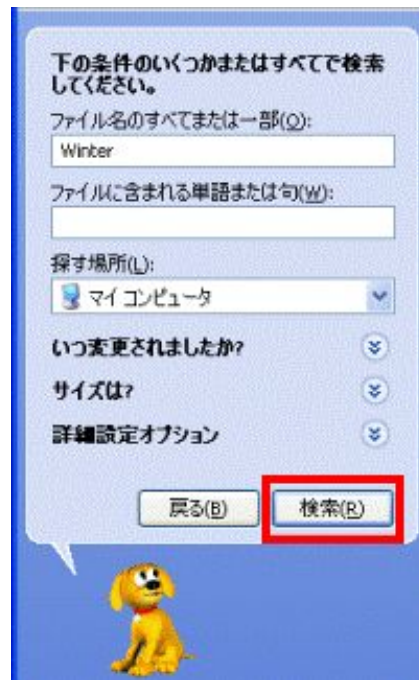 下の条件のいくつかまたはすべてで検索
してください。
ファイル名のすべてまたは一部(O):
Winter
ファイルに含まれる単語または句(W):
探す場所(L):
マイ コンピュータ
いつ変更されましたか?
サイズは?
詳細設定オプション
戻る(B) 検索(R)